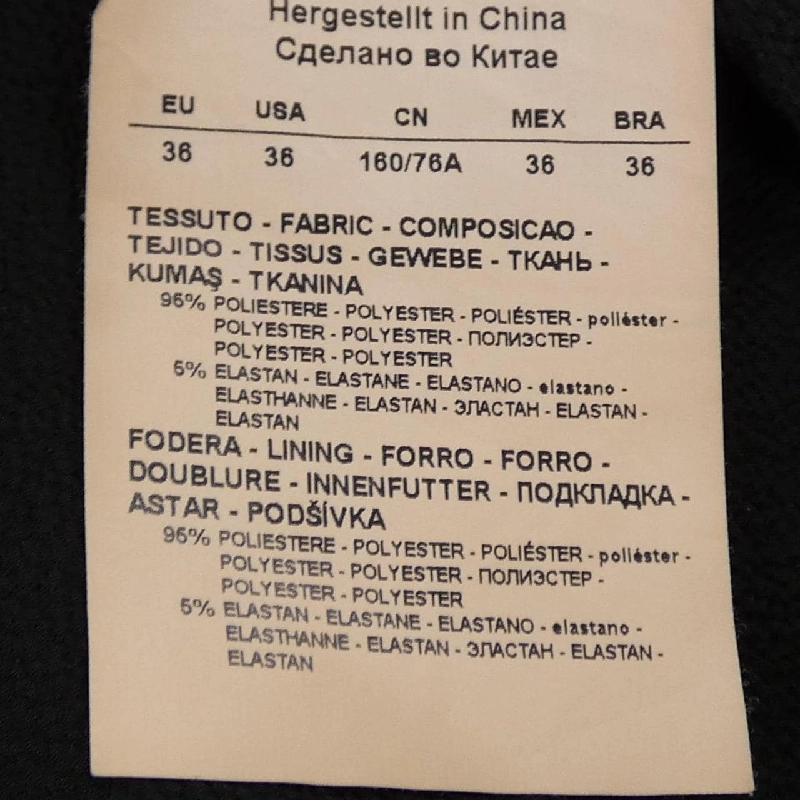 Hergestellt in China
Сделано во Китае
EU USA CN MEX BRA
36 36 160/76A 36 36
TESSUTO - FABRIC - COMPOSICAO -
TEJIDO - TISSUS - GEWEBE - ТКАНЬ -
KUMAŞ - TKANINA
95% POLIESTERE - POLYESTER - POLIÉSTER - poliéster -
POLYESTER - POLYESTER - ПОЛИЭСТЕР -
POLYESTER - POLYESTER
5% ELASTAN - ELASTANE - ELASTANO - elastano -
ELASTHANNE - ELASTAN - ЭЛАСТАН - ELASTAN -
ELASTAN
FODERA - LINING - FORRO - FORRO -
DOUBLURE - INNENFUTTER - ПОДКЛАДКА -
ASTAR - PODŠÍVKA
95% POLIESTERE - POLYESTER - POLIÉSTER - poliéster -
POLYESTER - POLYESTER - ПОЛИЭСТЕР -
POLYESTER - POLYESTER
5% ELASTAN - ELASTANE - ELASTANO - elastano -
ELASTHANNE - ELASTAN - ЭЛАСТАН - ELASTAN -
ELASTAN